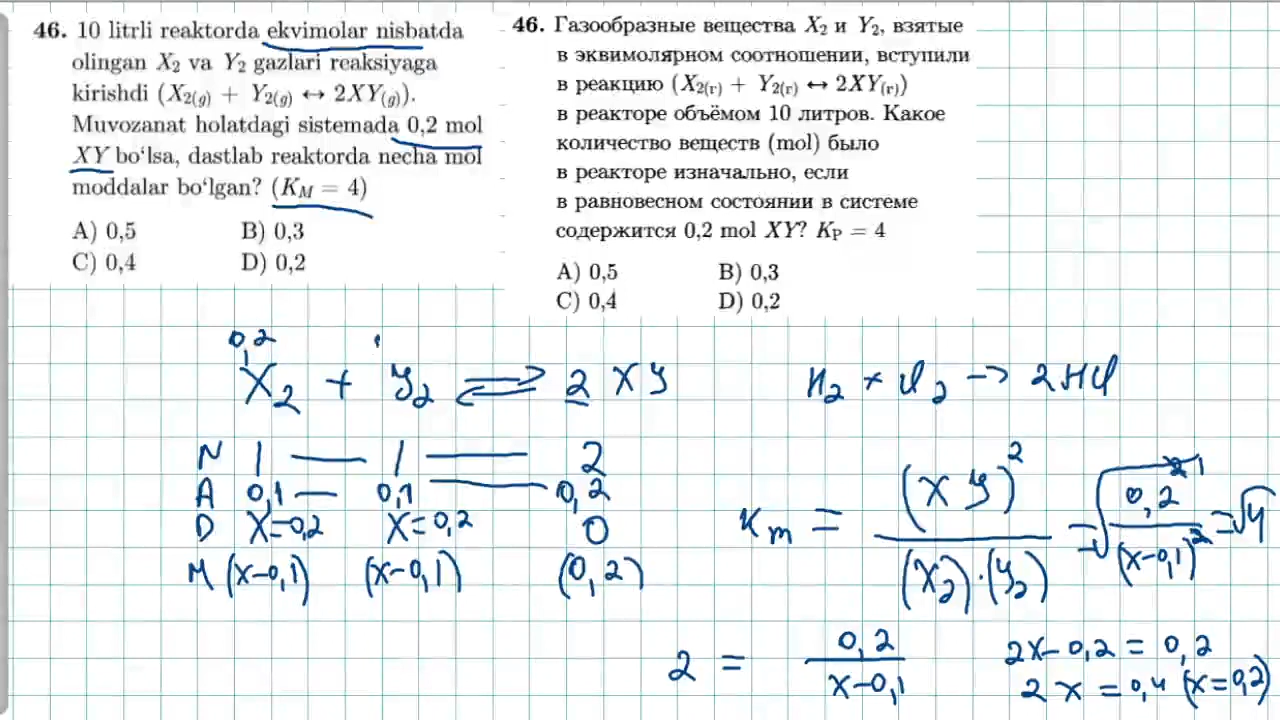 46. 10 litrli reaktorda ekvimolar nisbatda
olingan X₂ va Y₂ gazlari reaksiyaga
kirishdi (X₂(g) + Y₂(g) ↔ 2XY(g)).
Muvozanat holatdagi sistemada 0,2 mol
XY bo‘lsa, dastlab reaktorda necha mol
moddalar bo‘lgan? (K_M = 4)
A) 0,5 B) 0,3
C) 0,4 D) 0,2
46. Газообразные вещества X₂ и Y₂, взятые
в эквимолярном соотношении, вступили
в реакцию (X₂(г) + Y₂(г) ↔ 2XY(г))
в реакторе объёмом 10 литров. Какое
количество веществ (mol) было
в реакторе изначально, если
в равновесном состоянии в системе
содержится 0,2 mol XY? K_P = 4
A) 0,5 B) 0,3
C) 0,4 D) 0,2
0,2
X₂ + Y₂ ⇌ 2 XY
N 1 — 1 — 2
A 0,1 — 0,1 — 0,2
D X=0,2 X=0,2 0
M (x-0,1) (x-0,1) (0,2)
H₂ + Cl₂ → 2HCl
K_m = (XY)² / (X₂)·(Y₂) = √(0,2² / (x-0,1)²) = √4
2 = 0,2 / x-0,1
2x-0,2 = 0,2
2x = 0,4 (x=0,2)